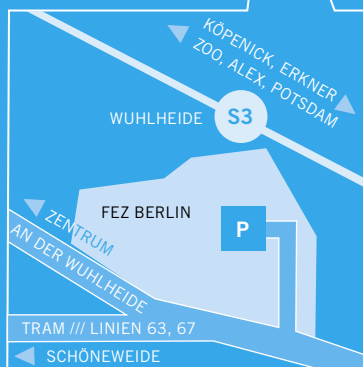 KÖPENICK, ERKNER
ZOO, ALEX, POTSDAM
WUHLHEIDE
S3
FEZ BERLIN
P
ZENTRUM
AN DER WUHLHEIDE
TRAM /// LINIEN 63, 67
SCHÖNEWEIDE